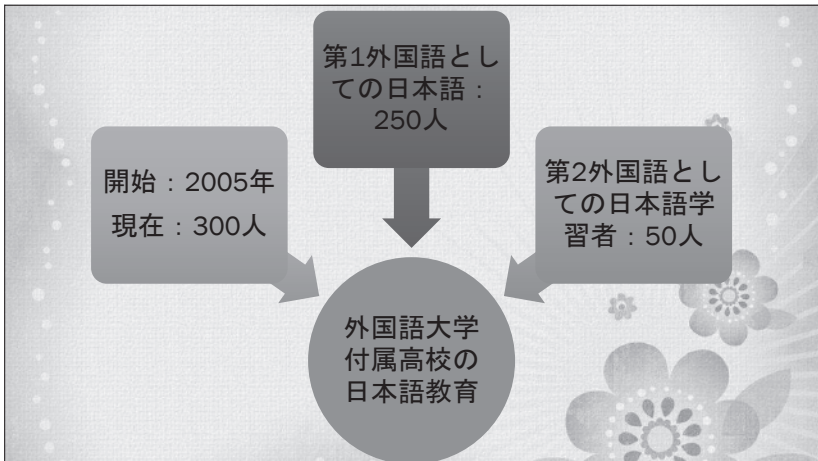 第1外国語とし
ての日本語：
250人
開始：2005年
現在：300人
第2外国語とし
ての日本語学
習者：50人
外国語大学
付属高校の
日本語教育